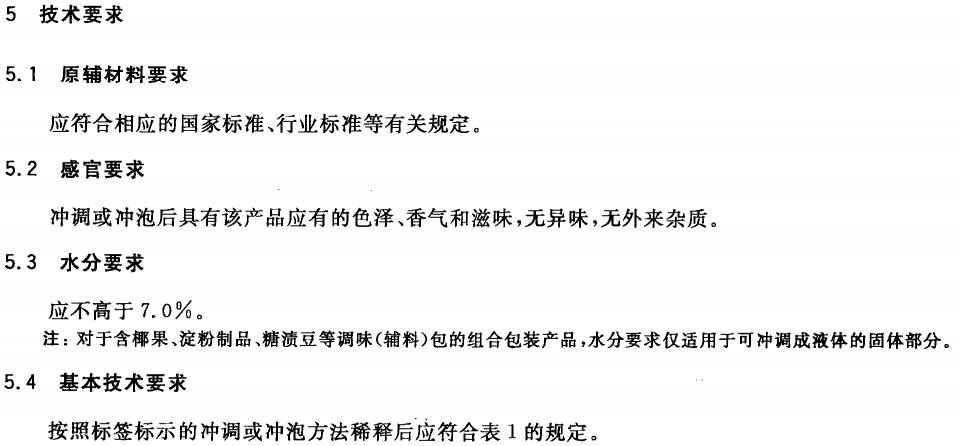 5 技术要求
5.1 原辅材料要求
应符合相应的国家标准、行业标准等有关规定。
5.2 感官要求
冲调或冲泡后具有该产品应有的色泽、香气和滋味,无异味,无外来杂质。
5.3 水分要求
应不高于 7.0%。
注:对于含椰果、淀粉制品、糖渍豆等调味(辅料)包的组合包装产品,水分要求仅适用于可冲调成液体的固体部分。
5.4 基本技术要求
按照标签标示的冲调或冲泡方法稀释后应符合表 1 的规定。